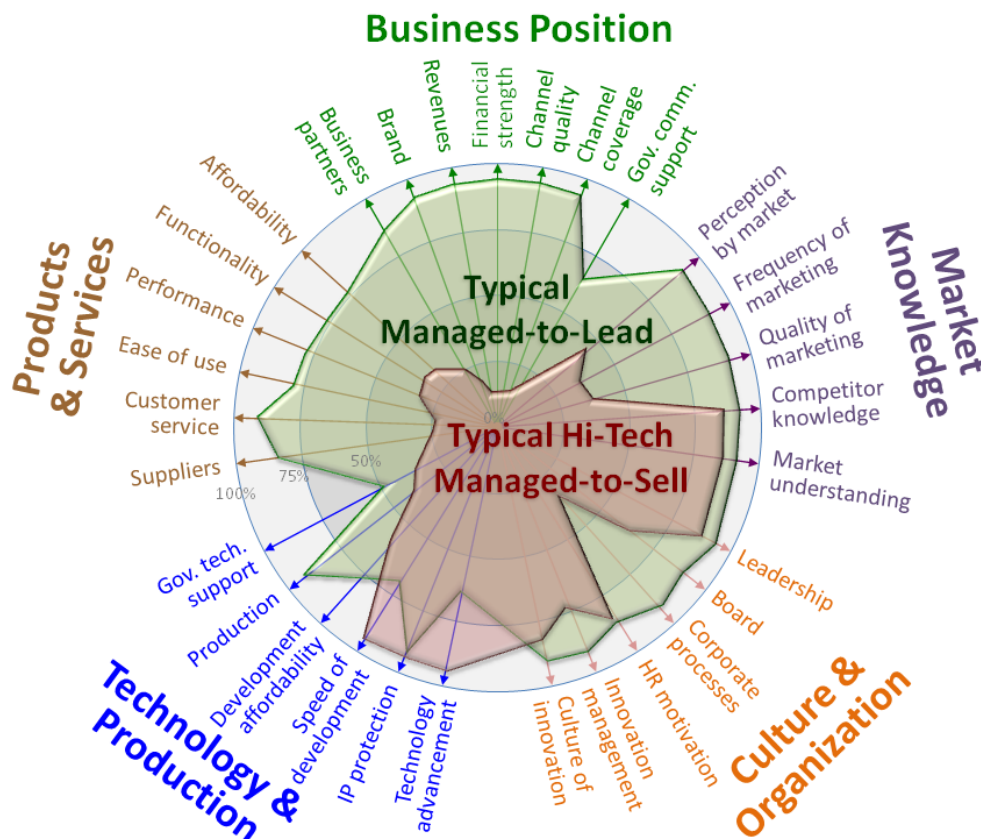 Business Position
Business
partners
Brand
Revenues
Financial
strength
Channel
quality
Channel
coverage
Gov. comm.
support
Market
Knowledge
Perception
by market
Frequency of
marketing
Quality of
marketing
Competitor
knowledge
Market
understanding
Culture &
Organization
Leadership
Board
Corporate
processes
HR motivation
Innovation
management
Culture of
innovation
Technology &
Production
Technology
advancement
IP protection
Speed of
development
Development
affordability
Production
Gov. tech.
support
Products
& Services
Suppliers
Customer
service
Ease of use
Performance
Functionality
Affordability
Typical
Managed-to-Lead
Typical Hi-Tech
Managed-to-Sell
0%
50%
75%
100%